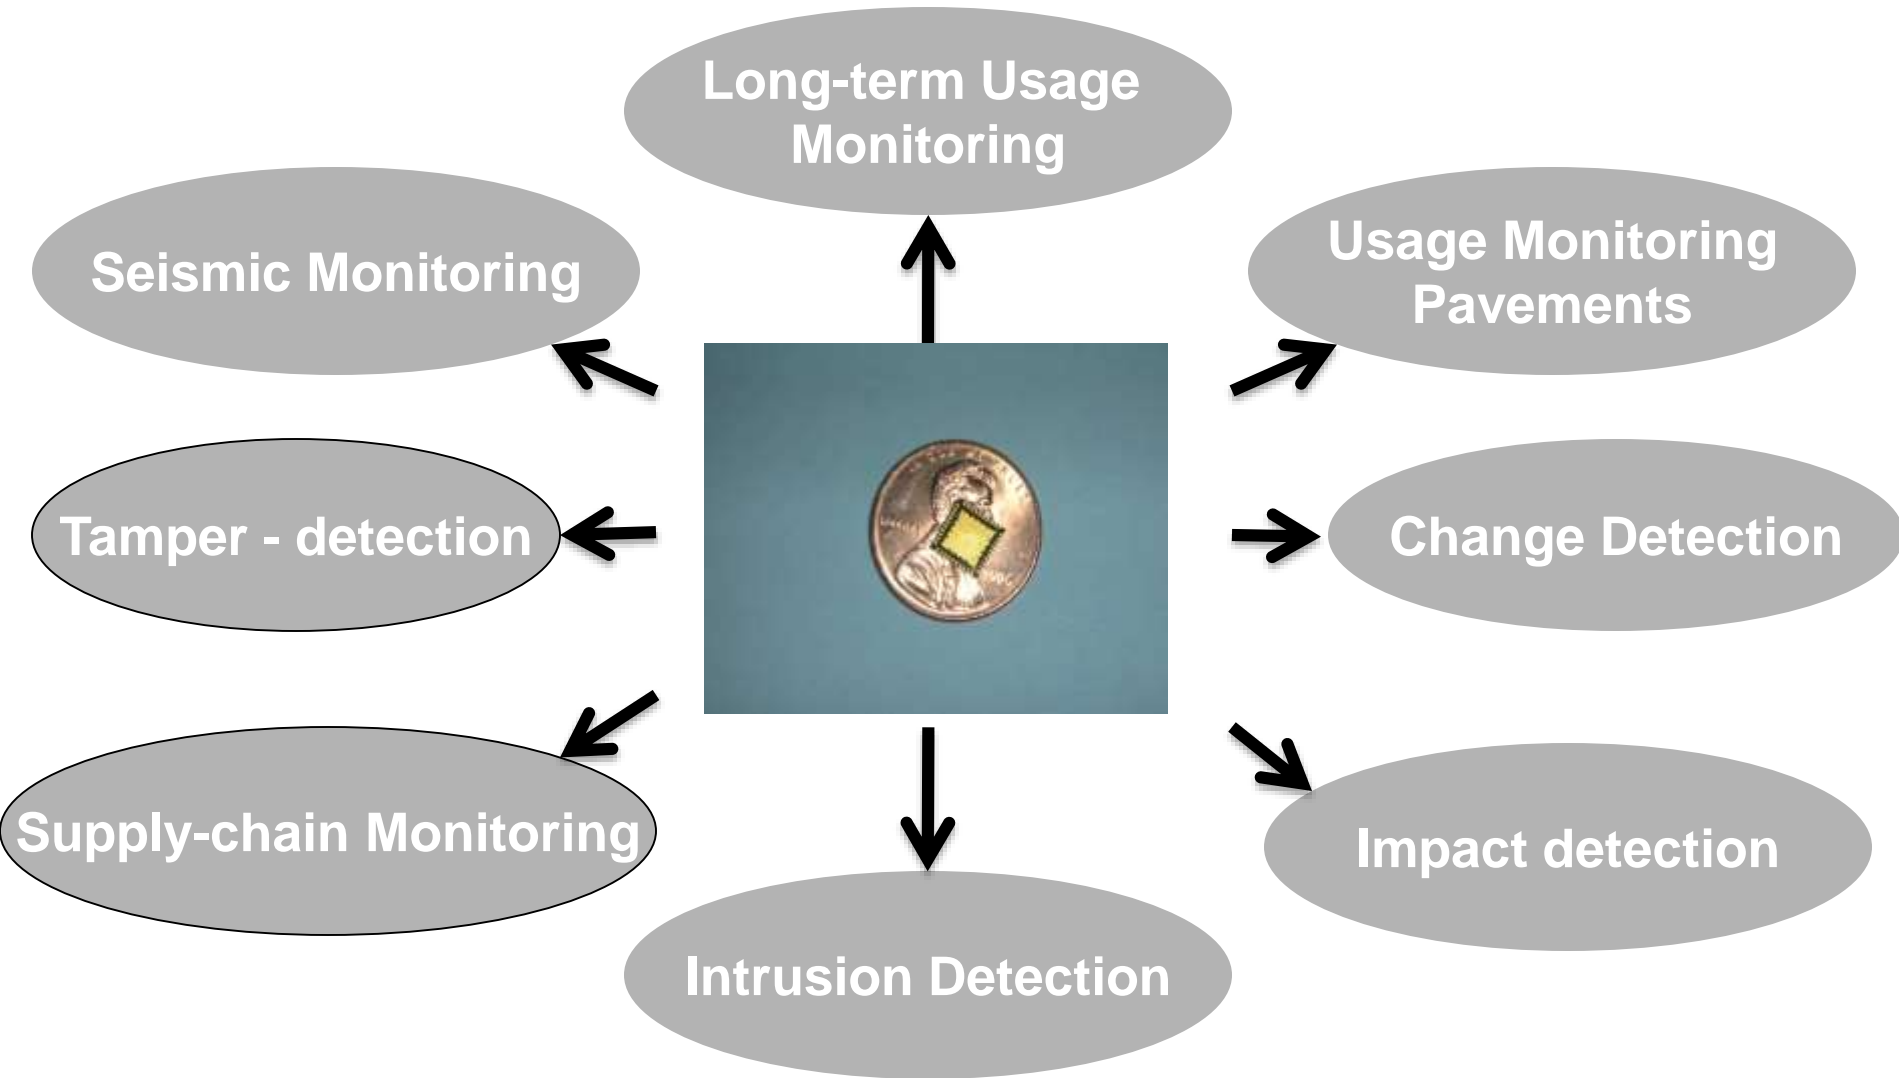 Long-term Usage
Monitoring
Seismic Monitoring
Usage Monitoring
Pavements
Tamper - detection
Change Detection
Supply-chain Monitoring
Impact detection
Intrusion Detection